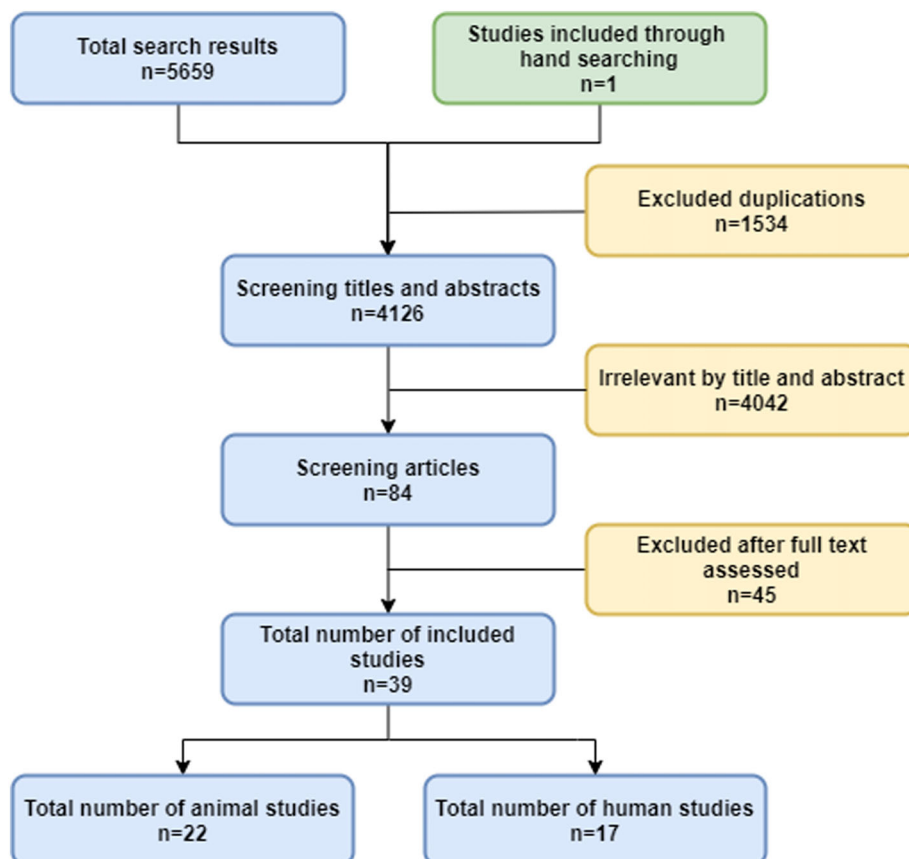 Total search results
n=5659
Studies included through
hand searching
n=1
Excluded duplications
n=1534
Screening titles and abstracts
n=4126
Irrelevant by title and abstract
n=4042
Screening articles
n=84
Excluded after full text
assessed
n=45
Total number of included
studies
n=39
Total number of animal studies
n=22
Total number of human studies
n=17